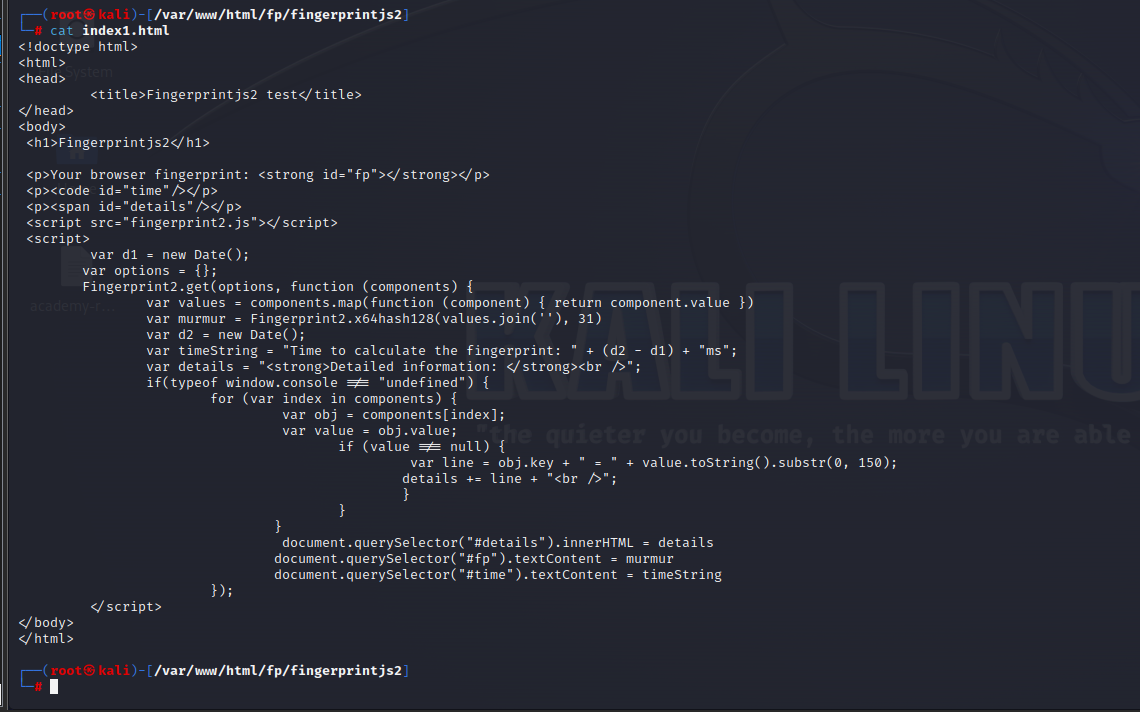 ┌──(root㉿kali)-[/var/www/html/fp/fingerprintjs2]
└─# cat index1.html
<!doctype html>
<html>
<head>
         <title>Fingerprintjs2 test</title>
</head>
<body>
 <h1>Fingerprintjs2</h1>

 <p>Your browser fingerprint: <strong id="fp"></strong></p>
 <p><code id="time"/></p>
 <p><span id="details"/></p>
 <script src="fingerprint2.js"></script>
 <script>
         var d1 = new Date();
        var options = {};
        Fingerprint2.get(options, function (components) {
                var values = components.map(function (component) { return component.value })
                var murmur = Fingerprint2.x64hash128(values.join(''), 31)
                var d2 = new Date();
                var timeString = "Time to calculate the fingerprint: " + (d2 - d1) + "ms";
                var details = "<strong>Detailed information: </strong><br />";
                if(typeof window.console !== "undefined") {
                        for (var index in components) {
                                 var obj = components[index];
                                 var value = obj.value;
                                        if (value !== null) {
                                                 var line = obj.key + " = " + value.toString().substr(0, 150);
                                                details += line + "<br />";
                                                }
                                        }
                                }
                                 document.querySelector("#details").innerHTML = details
                                document.querySelector("#fp").textContent = murmur
                                document.querySelector("#time").textContent = timeString
                        });
         </script>
</body>
</html>

┌──(root㉿kali)-[/var/www/html/fp/fingerprintjs2]
└─#
System
academy-r...
KALI LINU
"the quieter you become, the more you are able